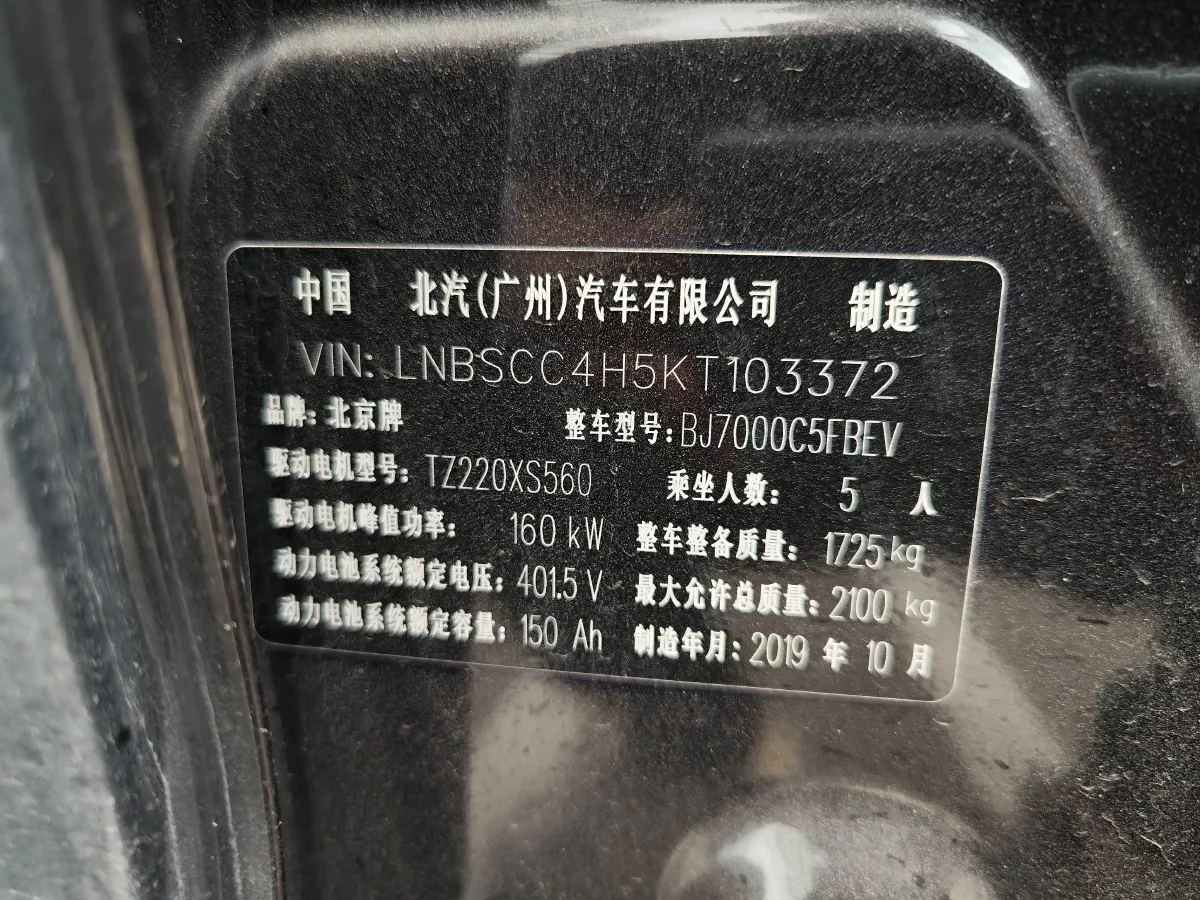 中国 北汽(广州)汽车有限公司 制造
VIN: LNBSCC4H5KT103372
品牌: 北京牌 整车型号: BJ7000C5FBEV
驱动电机型号: TZ220XS560 乘坐人数: 5 人
驱动电机峰值功率: 160 kW 整车整备质量: 1725 kg
动力电池系统额定电压: 401.5 V 最大允许总质量: 2100 kg
动力电池系统额定容量: 150 Ah 制造年月: 2019 年 10 月